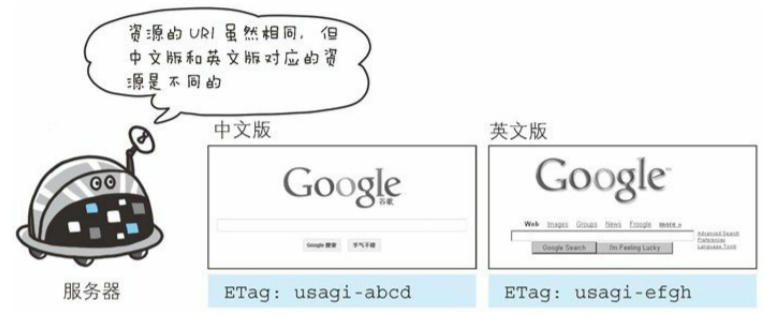 资源的 URI 虽然相同，但
中文版和英文版对应的资
源是不同的
中文版
英文版
Google
谷歌
Google 搜索 手气不错
Google™
Web Images Groups News Froogle more »
Advanced Search
Preferences
Language Tools
Google Search I'm Feeling Lucky
服务器
ETag: usagi-abcd
ETag: usagi-efgh